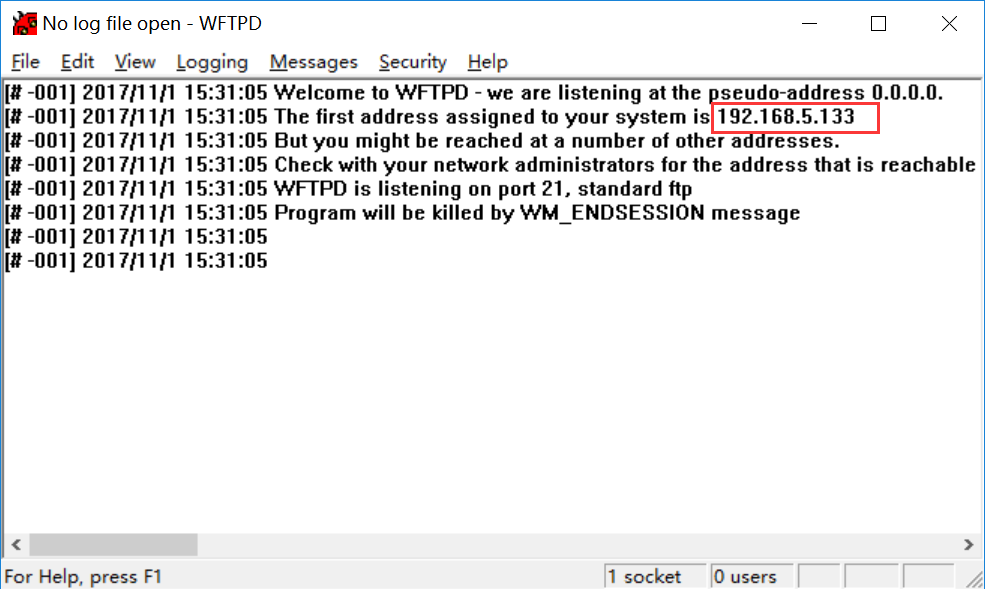 No log file open - WFTPD
File Edit View Logging Messages Security Help
[# -001] 2017/11/1 15:31:05 Welcome to WFTPD - we are listening at the pseudo-address 0.0.0.0.
[# -001] 2017/11/1 15:31:05 The first address assigned to your system is 192.168.5.133
[# -001] 2017/11/1 15:31:05 But you might be reached at a number of other addresses.
[# -001] 2017/11/1 15:31:05 Check with your network administrators for the address that is reachable
[# -001] 2017/11/1 15:31:05 WFTPD is listening on port 21, standard ftp
[# -001] 2017/11/1 15:31:05 Program will be killed by WM_ENDSESSION message
[# -001] 2017/11/1 15:31:05
[# -001] 2017/11/1 15:31:05
For Help, press F1 1 socket 0 users